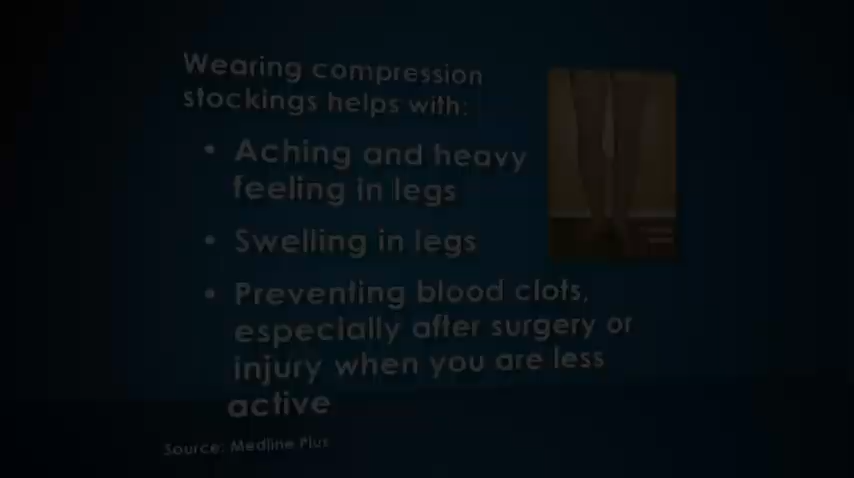 Wearing compression
stockings helps with:
• Aching and heavy
feeling in legs
• Swelling in legs
• Preventing blood clots,
especially after surgery or
injury when you are less
active
Source: Medline Plus